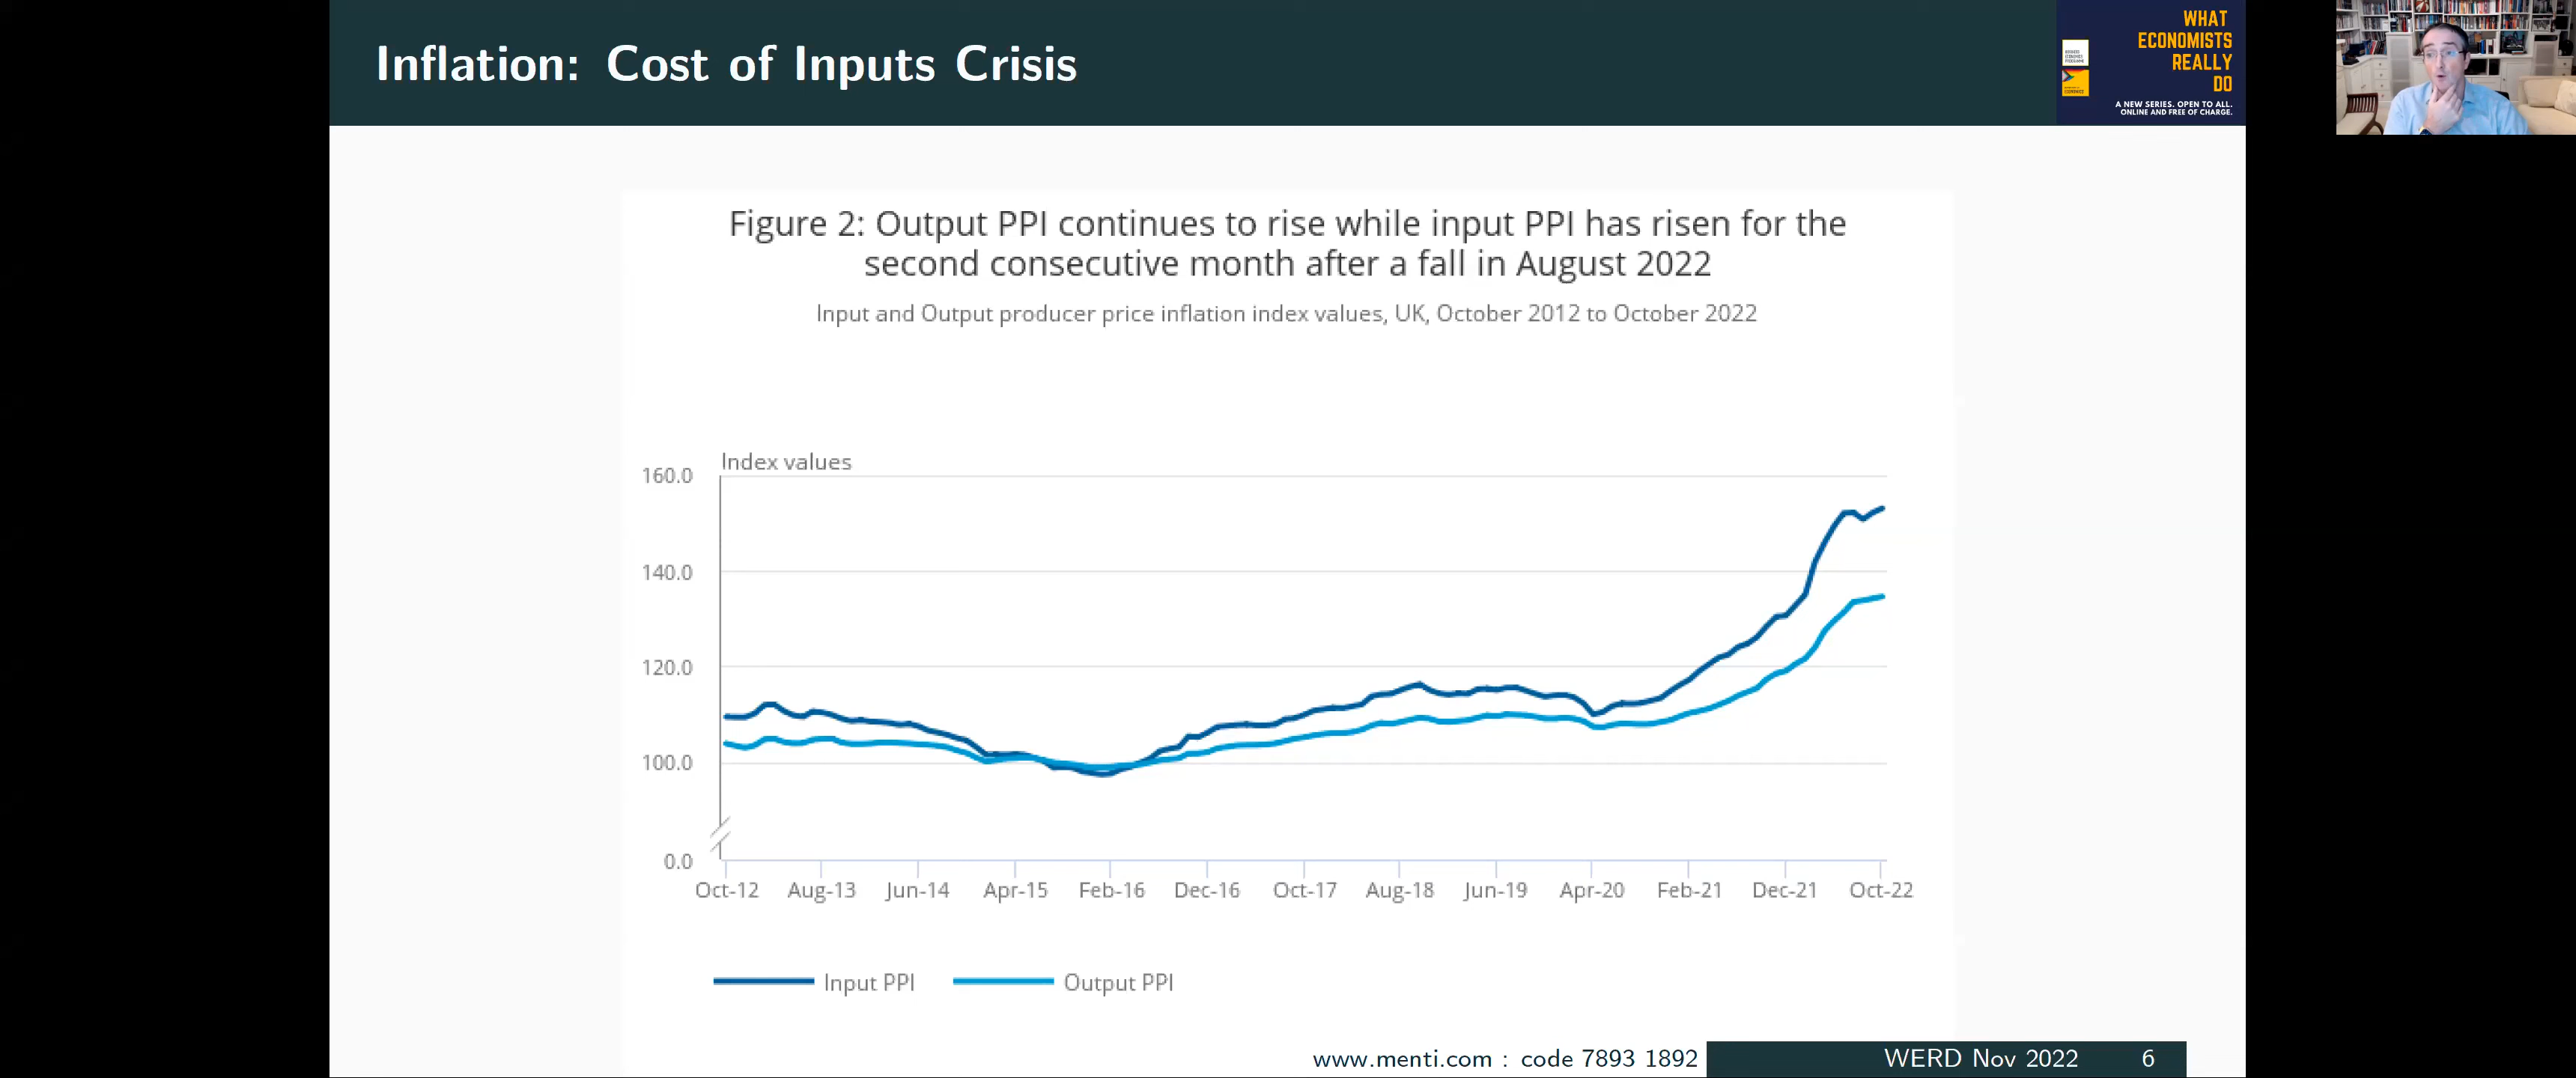 Inflation: Cost of Inputs Crisis
WHAT
ECONOMISTS
REALLY
DO
A NEW SERIES. OPEN TO ALL.
ONLINE AND FREE OF CHARGE.
Figure 2: Output PPI continues to rise while input PPI has risen for the
second consecutive month after a fall in August 2022
Input and Output producer price inflation index values, UK, October 2012 to October 2022
Index values
160.0
140.0
120.0
100.0
0.0
Oct-12 Aug-13 Jun-14 Apr-15 Feb-16 Dec-16 Oct-17 Aug-18 Jun-19 Apr-20 Feb-21 Dec-21 Oct-22
Input PPI Output PPI
www.menti.com : code 7893 1892 WERD Nov 2022 6